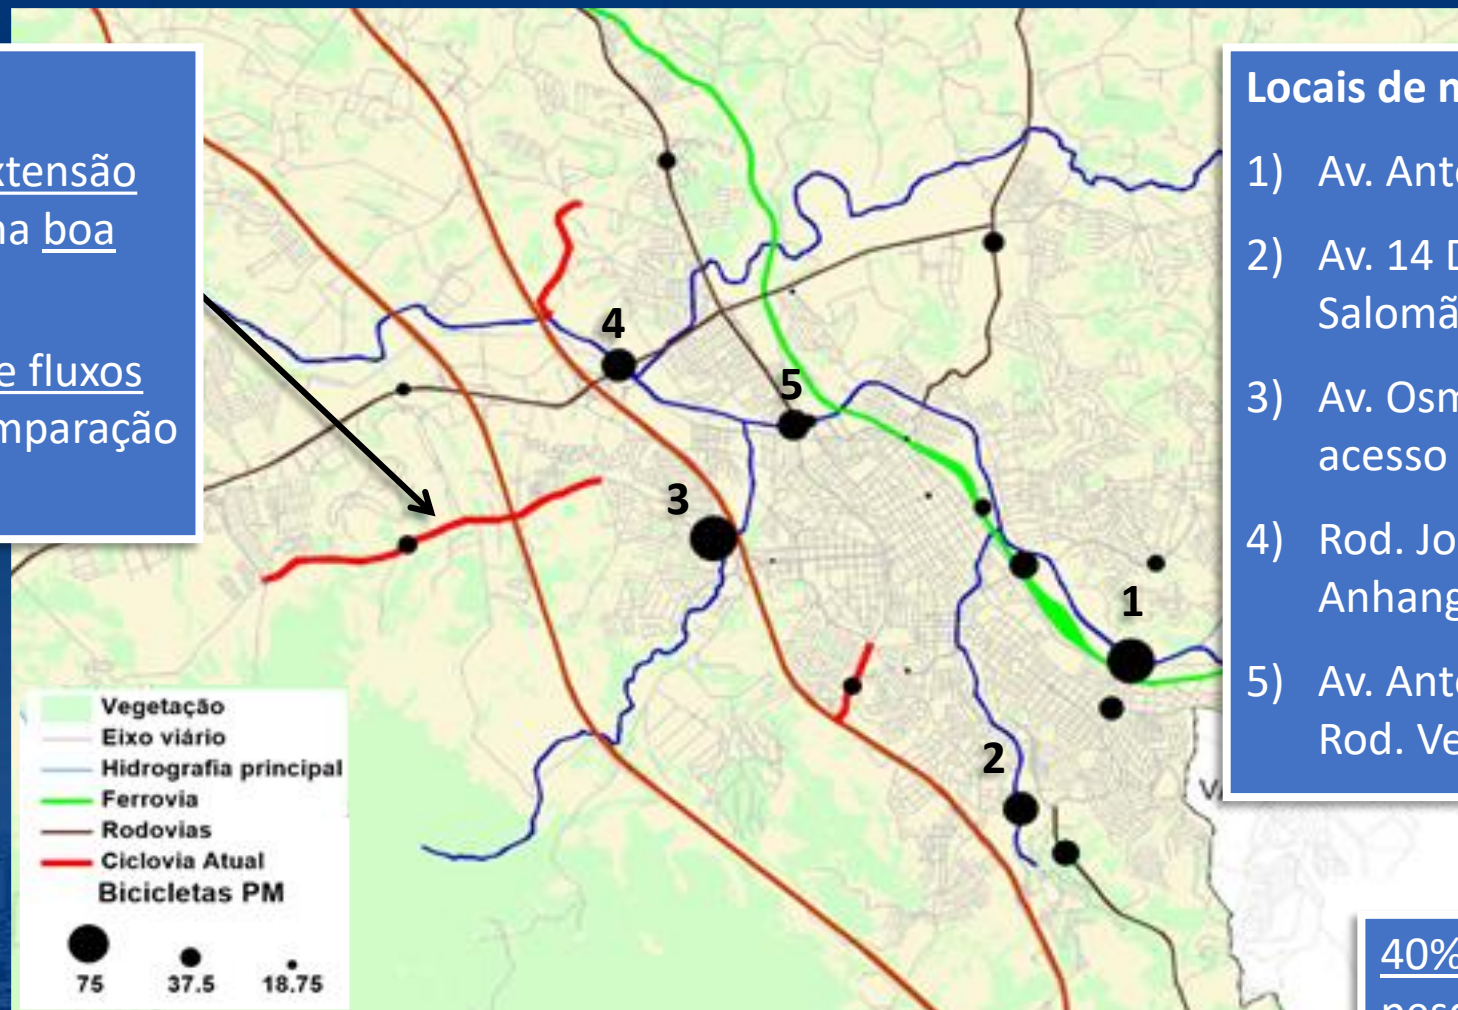 xtensão
na boa
e fluxos
mparação
4
5
3
1
2
Vegetação
Eixo viário
Hidrografia principal
Ferrovia
Rodovias
Ciclovia Atual
Bicicletas PM
75 37.5 18.75
Locais de m
1) Av. Ant
2) Av. 14 D
Salomã
3) Av. Osm
acesso
4) Rod. Jo
Anhang
5) Av. Ant
Rod. Ve
V
40%